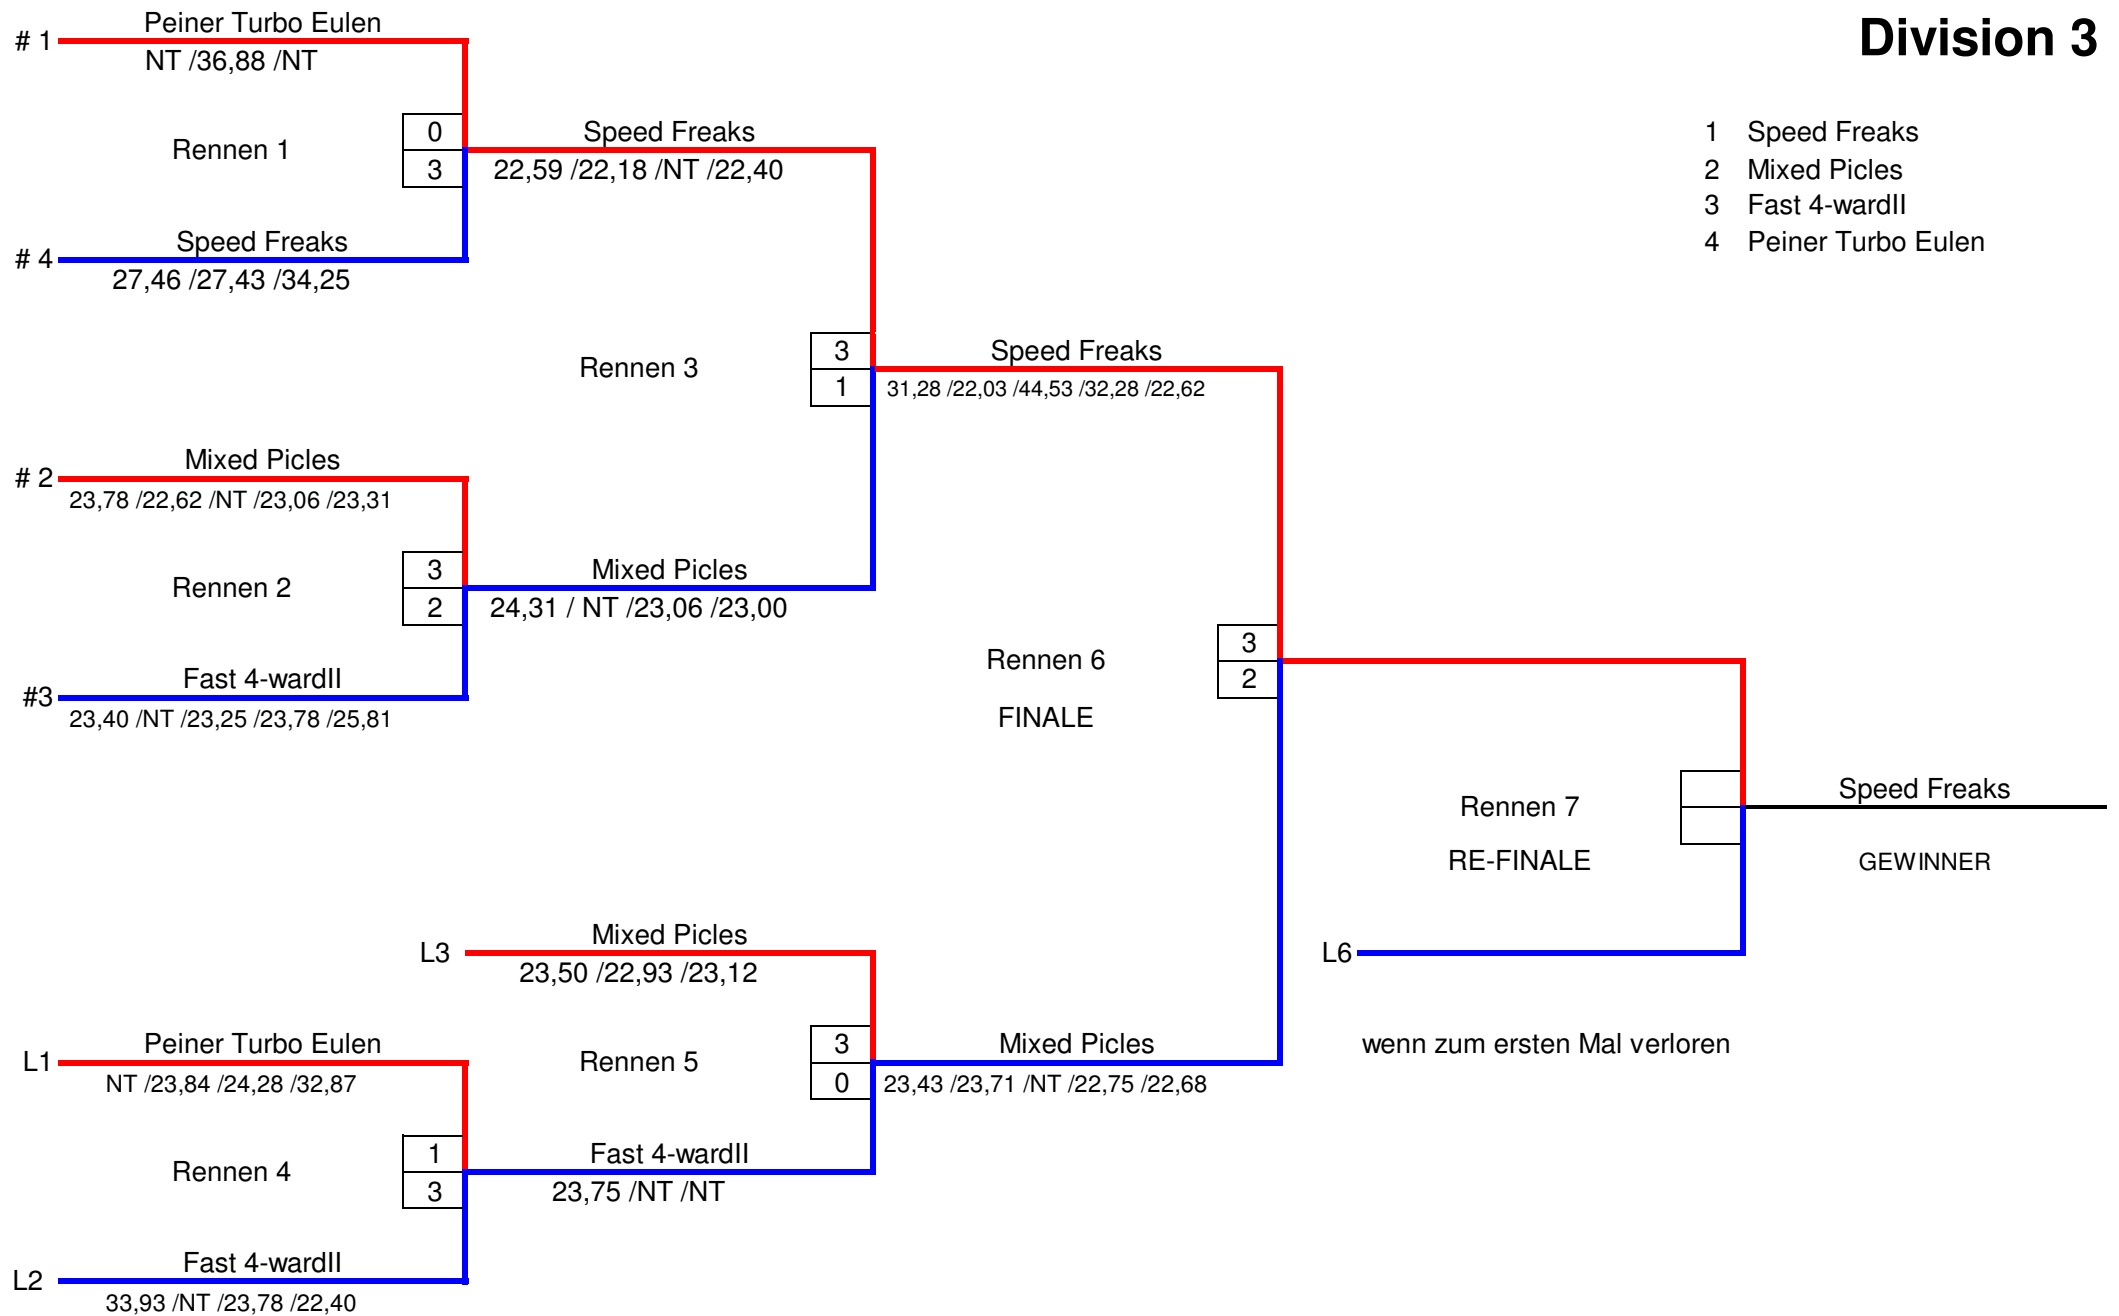 Division 3
# 1 Peiner Turbo Eulen
NT /36,88 /NT
Rennen 1
0
3
# 4 Speed Freaks
27,46 /27,43 /34,25
Speed Freaks
22,59 /22,18 /NT /22,40
1 Speed Freaks
2 Mixed Picles
3 Fast 4-wardII
4 Peiner Turbo Eulen
Rennen 3
3
1
Speed Freaks
31,28 /22,03 /44,53 /32,28 /22,62
# 2 Mixed Picles
23,78 /22,62 /NT /23,06 /23,31
Rennen 2
3
2
Mixed Picles
24,31 / NT /23,06 /23,00
#3 Fast 4-wardII
23,40 /NT /23,25 /23,78 /25,81
Rennen 6
FINALE
3
2
Rennen 7
RE-FINALE
Speed Freaks
GEWINNER
L3 Mixed Picles
23,50 /22,93 /23,12
L6
wenn zum ersten Mal verloren
L1 Peiner Turbo Eulen
NT /23,84 /24,28 /32,87
Rennen 5
3
0
Mixed Picles
23,43 /23,71 /NT /22,75 /22,68
Rennen 4
1
3
Fast 4-wardII
23,75 /NT /NT
L2 Fast 4-wardII
33,93 /NT /23,78 /22,40